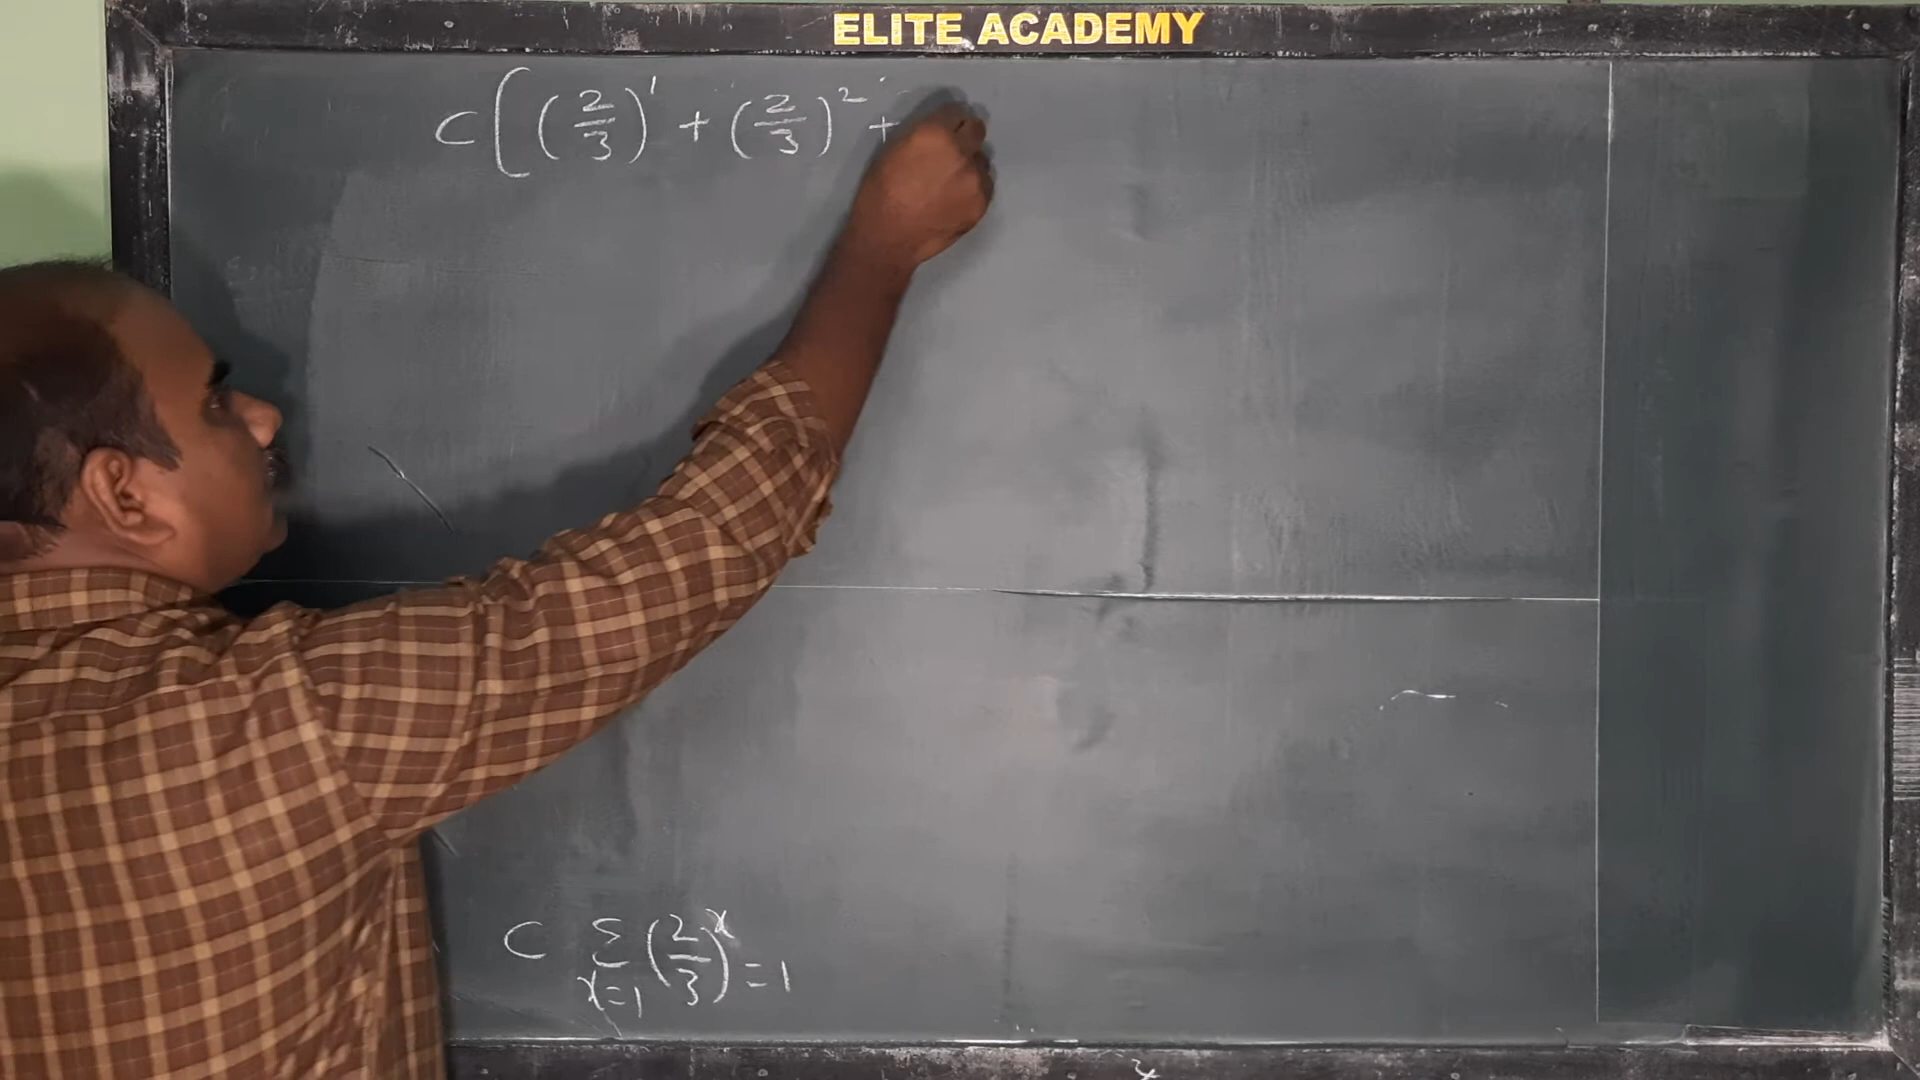 ELITE ACADEMY
C [ (2/3)^1 + (2/3)^2 +
C Σ_{x=1} (2/3)^x = 1